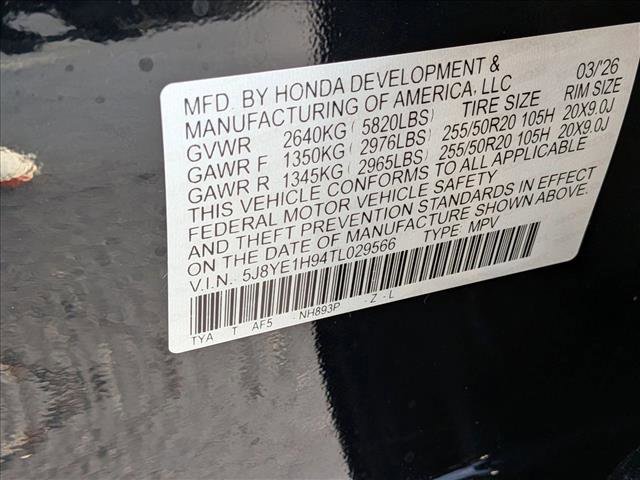 MFD. BY HONDA DEVELOPMENT & 03/'26
MANUFACTURING OF AMERICA, LLC
TIRE SIZE RIM SIZE
GVWR 2640KG ( 5820LBS)
GAWR F 1350KG ( 2976LBS) 255/50R20 105H 20X9.0J
GAWR R 1345KG ( 2965LBS) 255/50R20 105H 20X9.0J
THIS VEHICLE CONFORMS TO ALL APPLICABLE
FEDERAL MOTOR VEHICLE SAFETY
AND THEFT PREVENTION STANDARDS IN EFFECT
ON THE DATE OF MANUFACTURE SHOWN ABOVE.
V.I.N.: 5J8YE1H94TL029566 TYPE: MPV
TYA T AF5 NH893P - Z - L